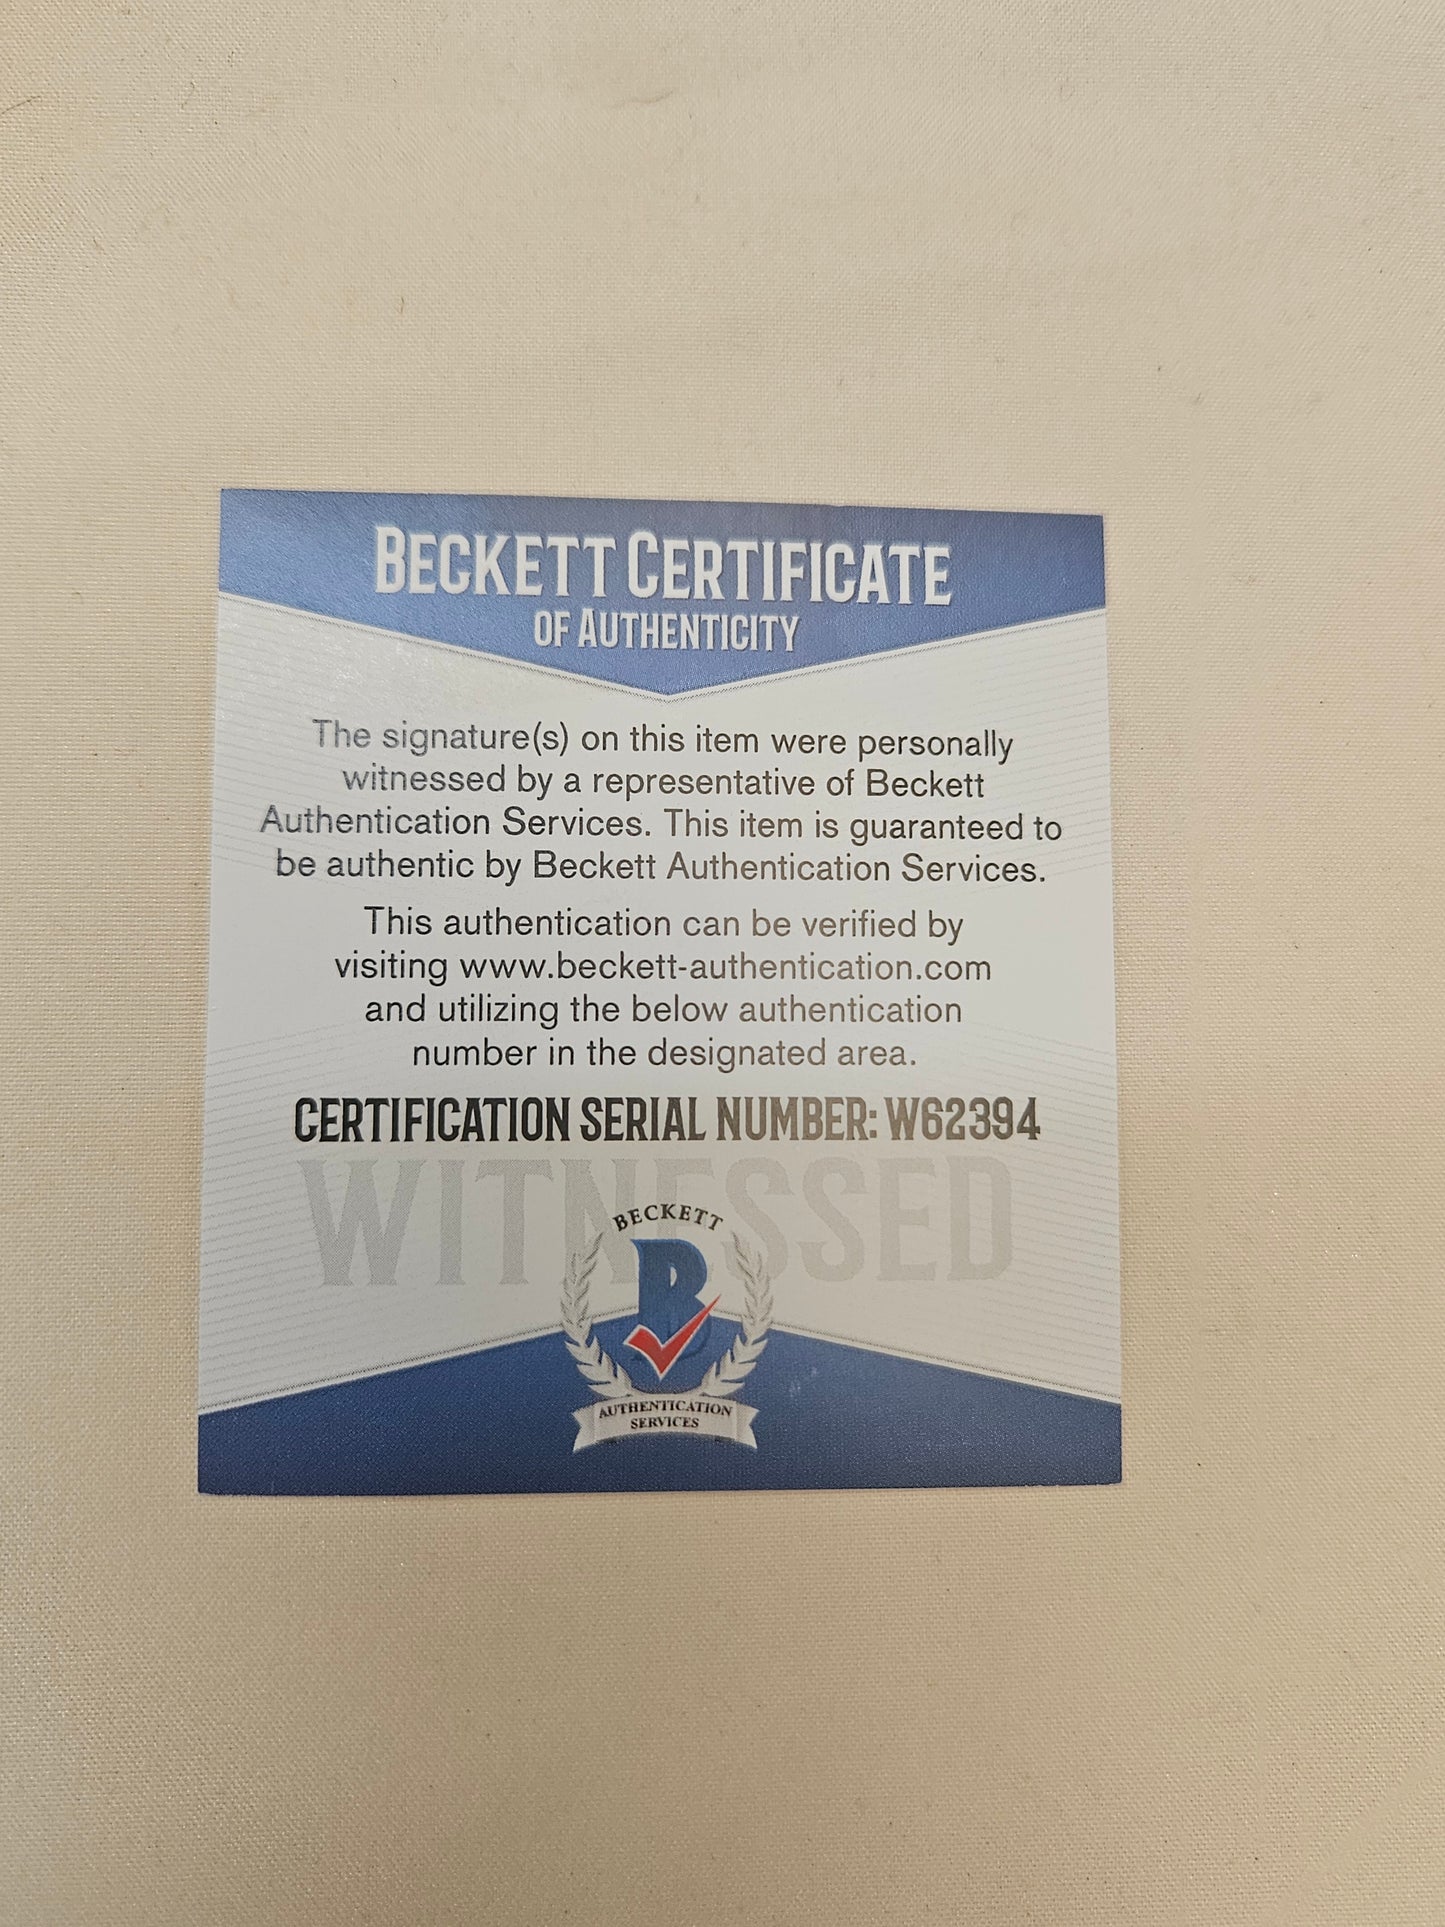 BECKETT CERTIFICATE
OF AUTHENTICITY
The signature(s) on this item were personally
witnessed by a representative of Beckett
Authentication Services. This item is guaranteed to
be authentic by Beckett Authentication Services.
This authentication can be verified by
visiting www.beckett-authentication.com
and utilizing the below authentication
number in the designated area.
CERTIFICATION SERIAL NUMBER: W62394
WITNESSED
BECKETT
B
AUTHENTICATION
SERVICES